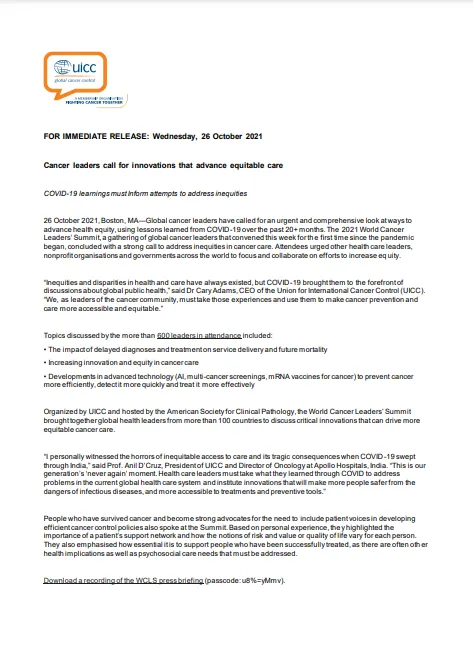 uicc
global cancer control
A MEMBERSHIP ORGANISATION
FIGHTING CANCER TOGETHER
FOR IMMEDIATE RELEASE: Wednesday, 26 October 2021
Cancer leaders call for innovations that advance equitable care
COVID-19 learnings must inform attempts to address inequities
26 October 2021, Boston, MA—Global cancer leaders have called for an urgent and comprehensive look at ways to
advance health equity, using lessons learned from COVID-19 over the past 20+ months. The 2021 World Cancer
Leaders' Summit, a gathering of global cancer leaders that convened this week for the first time since the pandemic
began, concluded with a strong call to address inequities in cancer care. Attendees urged other health care leaders,
nonprofit organisations and governments across the world to focus and collaborate on efforts to increase equity.
“Inequities and disparities in health and care have always existed, but COVID-19 brought them to the forefront of
discussions about global public health,” said Dr Cary Adams, CEO of the Union for International Cancer Control (UICC).
“We, as leaders of the cancer community, must take those experiences and use them to make cancer prevention and
care more accessible and equitable.”
Topics discussed by the more than 600 leaders in attendance included:
• The impact of delayed diagnoses and treatment on service delivery and future mortality
• Increasing innovation and equity in cancer care
• Developments in advanced technology (AI, multi-cancer screenings, mRNA vaccines for cancer) to prevent cancer
more efficiently, detect it more quickly and treat it more effectively
Organized by UICC and hosted by the American Society for Clinical Pathology, the World Cancer Leaders' Summit
brought together global health leaders from more than 100 countries to discuss critical innovations that can drive more
equitable cancer care.
“I personally witnessed the horrors of inequitable access to care and its tragic consequences when COVID-19 swept
through India,” said Prof. Anil D'Cruz, President of UICC and Director of Oncology at Apollo Hospitals, India. “This is our
generation's 'never again' moment. Health care leaders must take what they learned through COVID to address
problems in the current global health care system and institute innovations that will make more people safer from the
dangers of infectious diseases, and more accessible to treatments and preventive tools.”
People who have survived cancer and become strong advocates for the need to include patient voices in developing
efficient cancer control policies also spoke at the Summit. Based on personal experience, they highlighted the
importance of a patient's support network and how the notions of risk and value or quality of life vary for each person.
They also emphasised how essential it is to support people who have been successfully treated, as there are often other
health implications as well as psychosocial care needs that must be addressed.
Download a recording of the WCLS press briefing (passcode: u8%=yMmv).